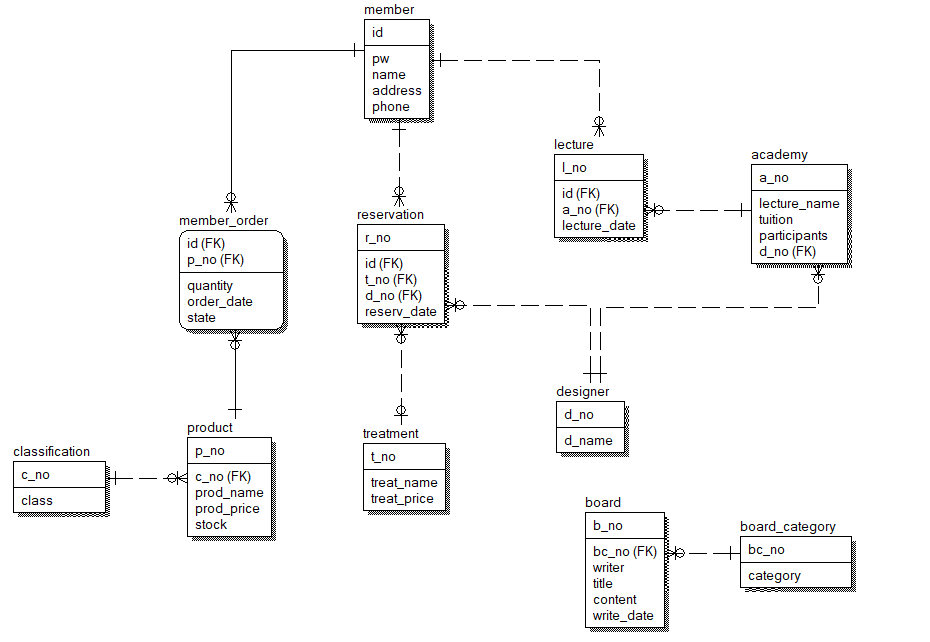 member
id
pw
name
address
phone
lecture
l_no
id (FK)
a_no (FK)
lecture_date
academy
a_no
lecture_name
tuition
participants
d_no (FK)
member_order
id (FK)
p_no (FK)
quantity
order_date
state
reservation
r_no
id (FK)
t_no (FK)
d_no (FK)
reserv_date
designer
d_no
d_name
product
p_no
c_no (FK)
prod_name
prod_price
stock
treatment
t_no
treat_name
treat_price
classification
c_no
class
board
b_no
bc_no (FK)
writer
title
content
write_date
board_category
bc_no
category